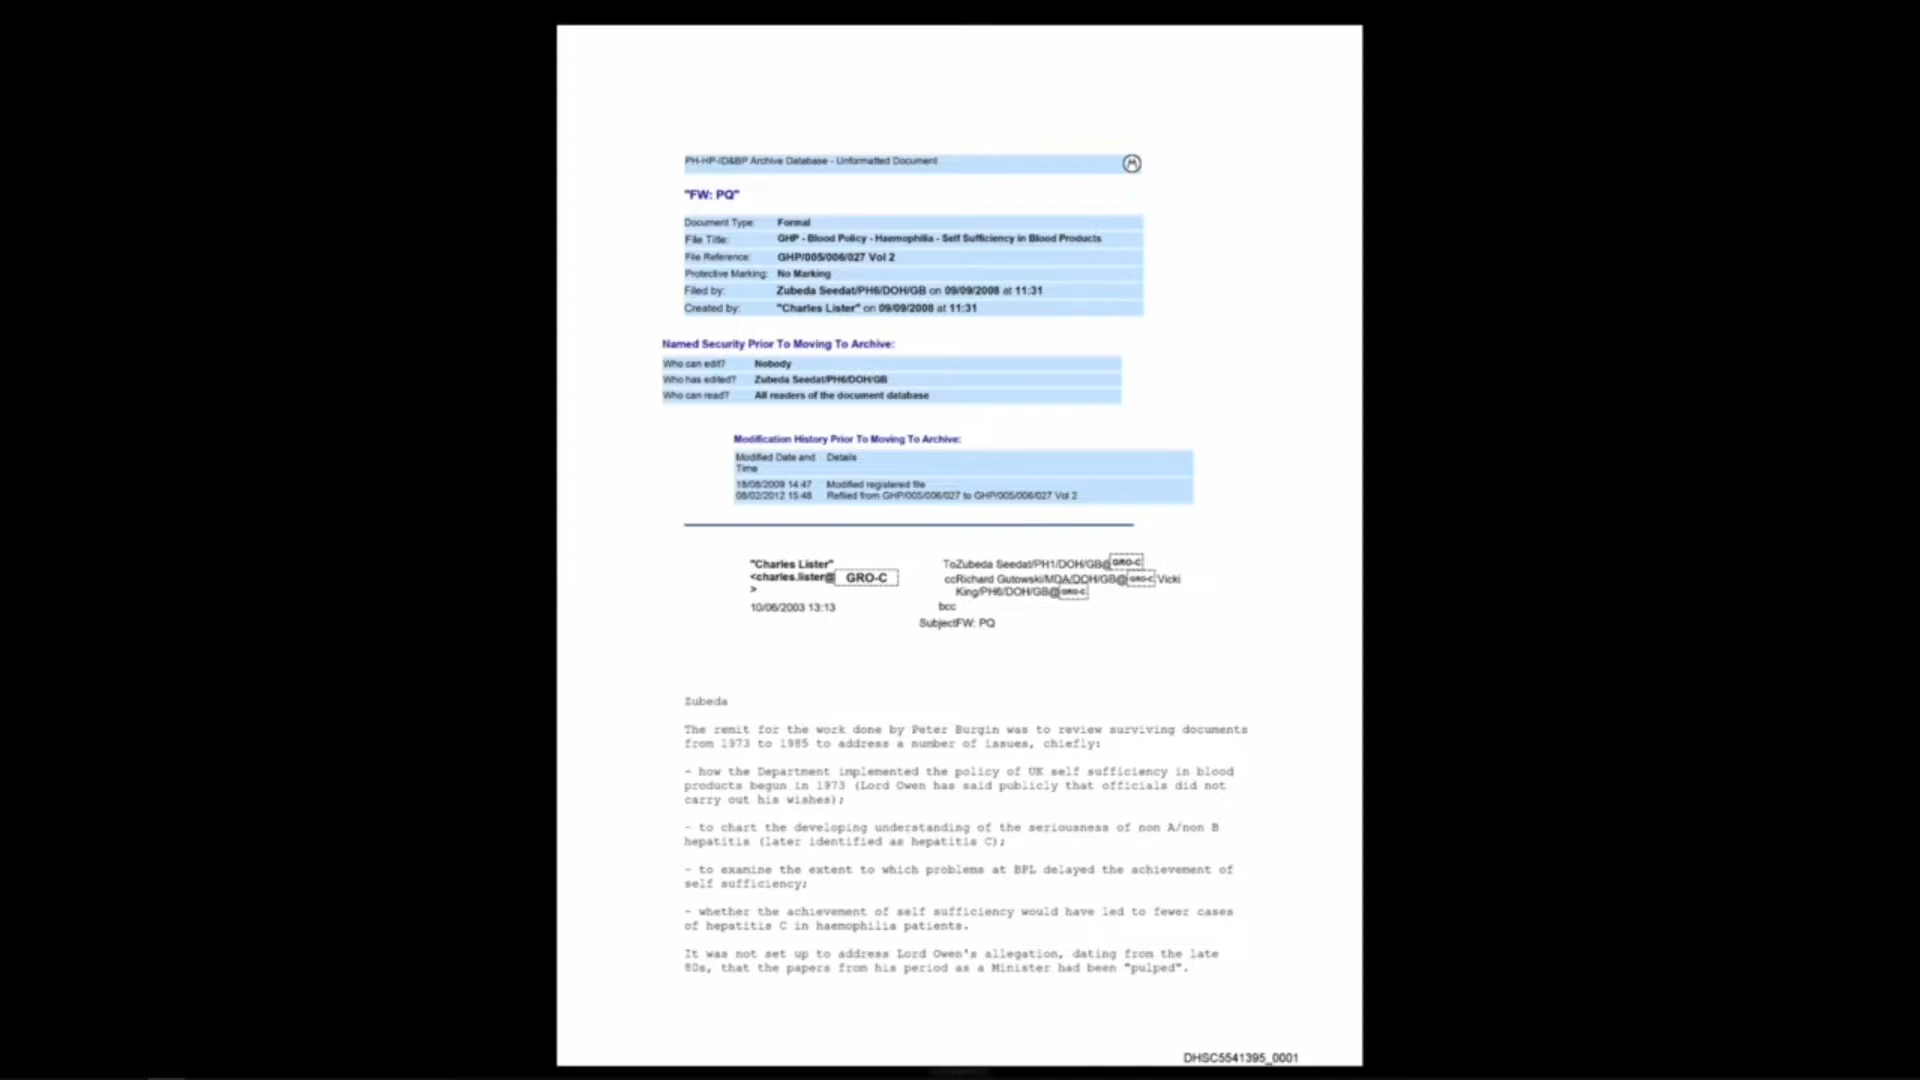 PH-HP-ID&BP Archive Database - Unformatted Document
"FW: PQ"
Document Type: Formal
File Title: GHP - Blood Policy - Haemophilia - Self Sufficiency in Blood Products
File Reference: GHP/005/006/027 Vol 2
Protective Marking: No Marking
Filed by: Zubeda Seedat/PH6/DOH/GB on 09/09/2008 at 11:31
Created by: "Charles Lister" on 09/09/2008 at 11:31
Named Security Prior To Moving To Archive:
Who can edit? Nobody
Who has edited? Zubeda Seedat/PH6/DOH/GB
Who can read? All readers of the document database
Modification History Prior To Moving To Archive:
Modified Date and Details
Time
18/08/2009 14:47 Modified registered file
08/02/2012 15:48 Refiled from GHP/005/006/027 to GHP/005/006/027 Vol 2
"Charles Lister" ToZubeda Seedat/PH1/DOH/GB@ GRO-C
<charles.lister@ GRO-C ccRichard Gutowski/MDA/DOH/GB@ GRO-C Vicki
> King/PH6/DOH/GB@ GRO-C
10/06/2003 13:13 bcc
SubjectFW: PQ
Zubeda
The remit for the work done by Peter Burgin was to review surviving documents
from 1973 to 1985 to address a number of issues, chiefly:
- how the Department implemented the policy of UK self sufficiency in blood
products begun in 1973 (Lord Owen has said publicly that officials did not
carry out his wishes);
- to chart the developing understanding of the seriousness of non A/non B
hepatitis (later identified as hepatitis C);
- to examine the extent to which problems at BPL delayed the achievement of
self sufficiency;
- whether the achievement of self sufficiency would have led to fewer cases
of hepatitis C in haemophilia patients.
It was not set up to address Lord Owen's allegation, dating from the late
80s, that the papers from his period as a Minister had been "pulped".
DHSC5541395_0001